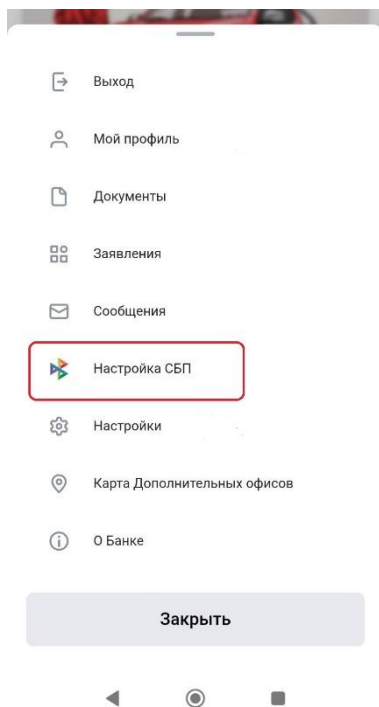 Выход
Мой профиль
Документы
Заявления
Сообщения
Настройка СБП
Настройки
Карта Дополнительных офисов
О Банке
Закрыть